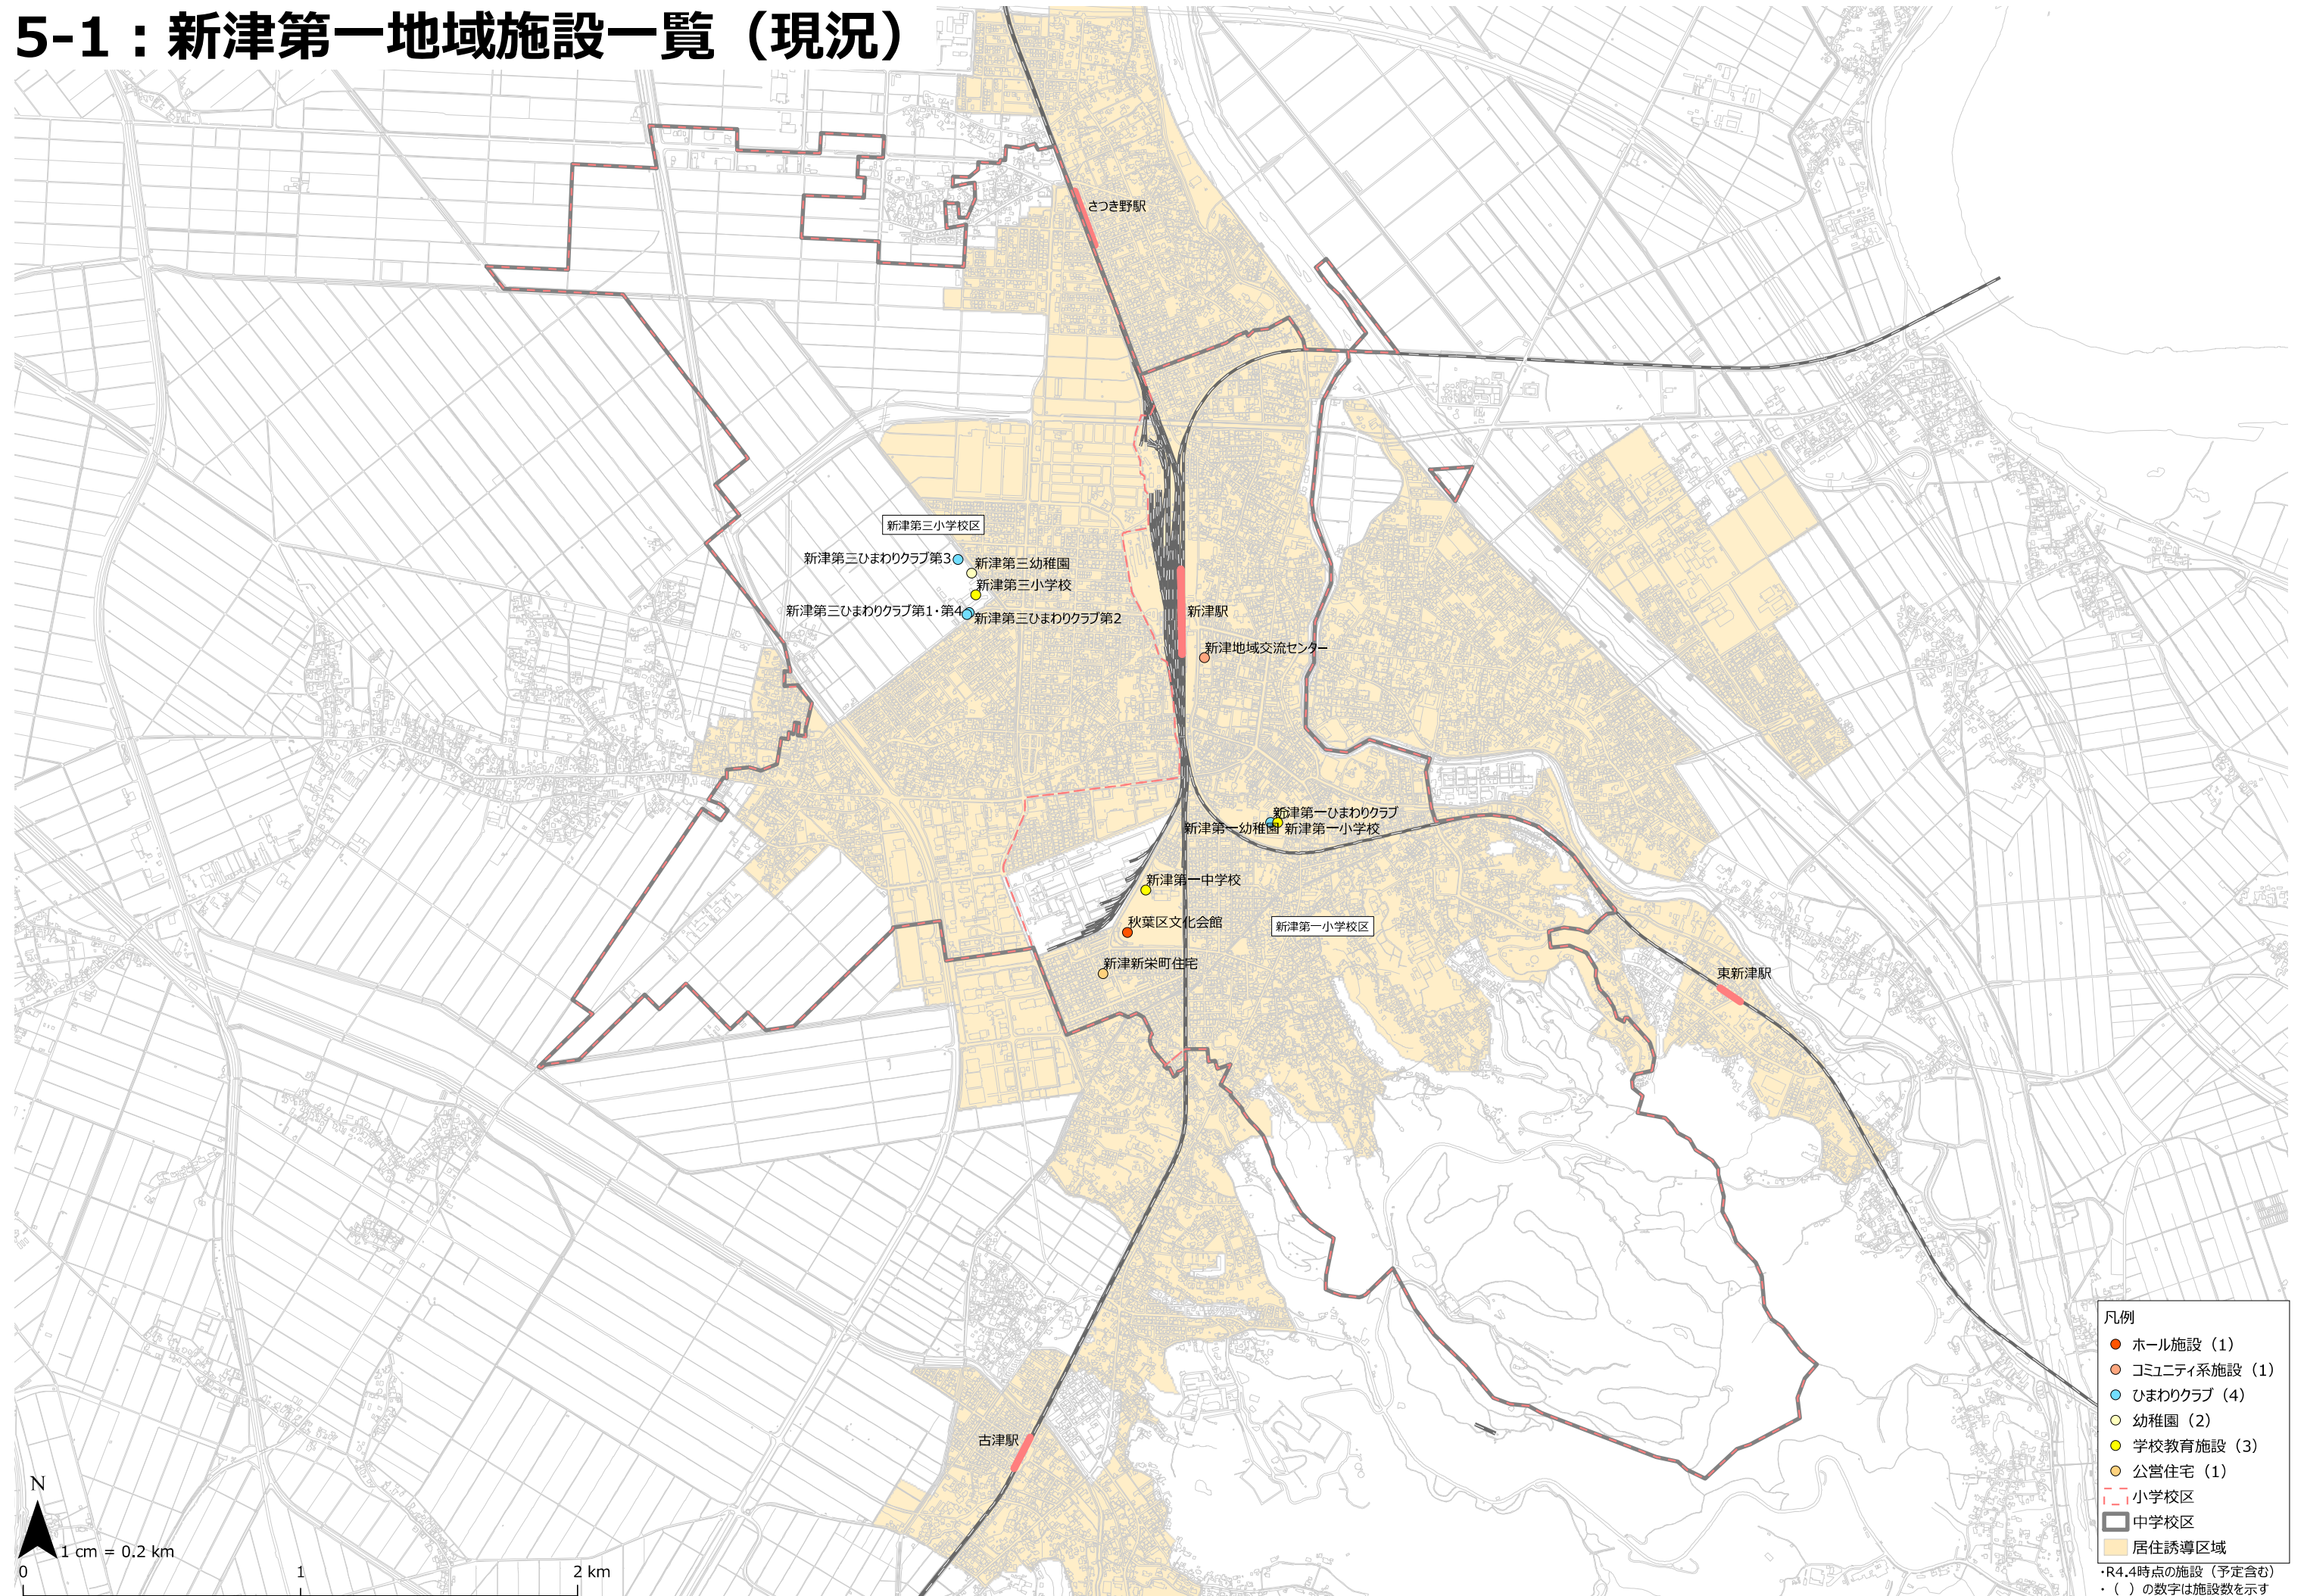 5-1：新津第一地域施設一覧（現況）
さつき野駅
新津第三小学校区
新津第三ひまわりクラブ第3
新津第三幼稚園
新津第三小学校
新津第三ひまわりクラブ第1・第4
新津第三ひまわりクラブ第2
新津駅
新津地域交流センター
新津第一ひまわりクラブ
新津第一幼稚園
新津第一小学校
新津第一中学校
秋葉区文化会館
新津第一小学校区
新津新栄町住宅
東新津駅
古津駅
凡例
ホール施設（1）
コミュニティ系施設（1）
ひまわりクラブ（4）
幼稚園（2）
学校教育施設（3）
公営住宅（1）
小学校区
中学校区
居住誘導区域
・R4.4時点の施設（予定含む）
・（ ）の数字は施設数を示す
N
1 cm = 0.2 km
0 1 2 km